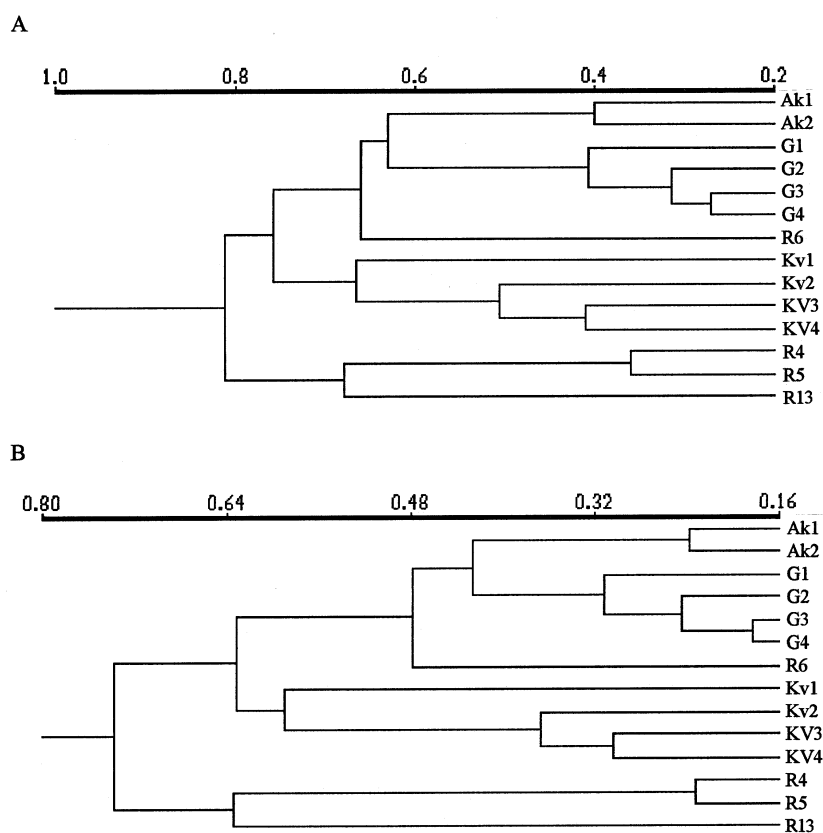 A
1.0 0.8 0.6 0.4 0.2
Ak1
Ak2
G1
G2
G3
G4
R6
Kv1
Kv2
KV3
KV4
R4
R5
R13
B
0.80 0.64 0.48 0.32 0.16
Ak1
Ak2
G1
G2
G3
G4
R6
Kv1
Kv2
KV3
KV4
R4
R5
R13